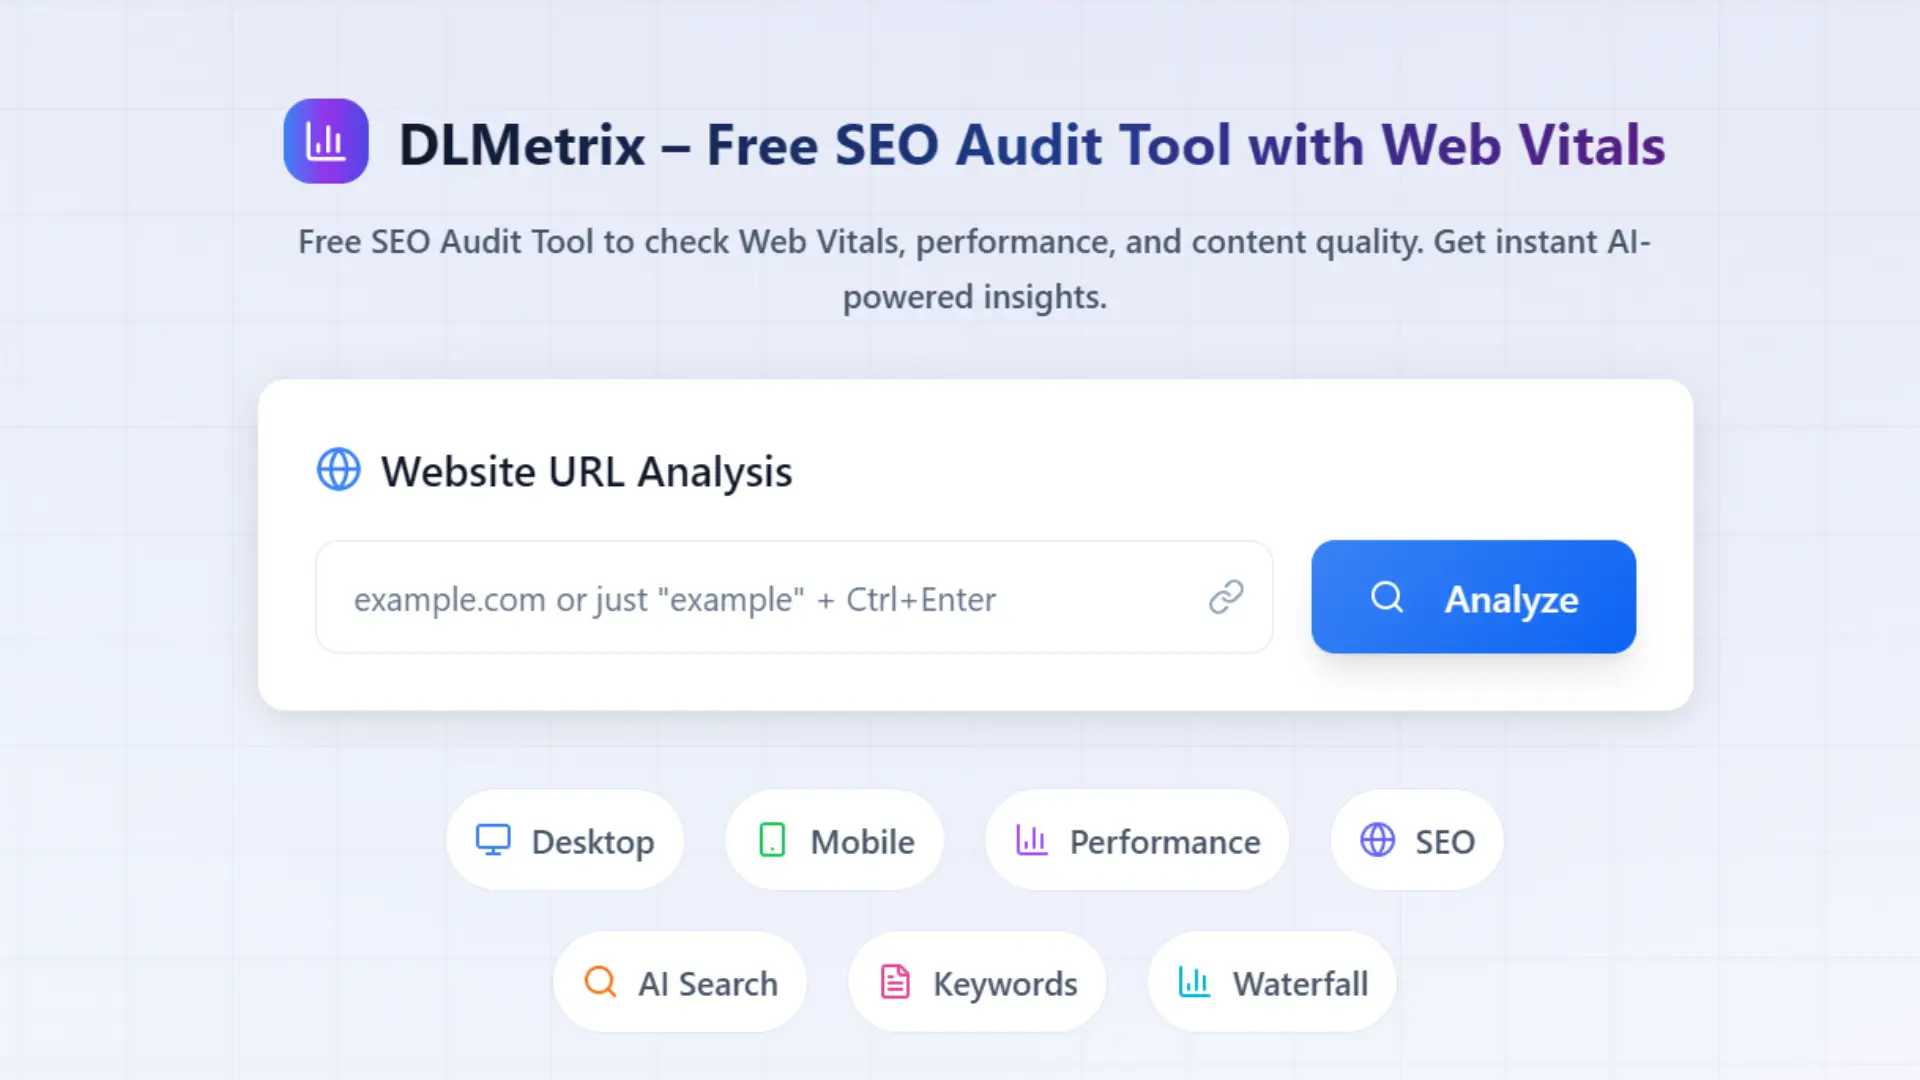 DLMetrix – Free SEO Audit Tool with Web Vitals
Free SEO Audit Tool to check Web Vitals, performance, and content quality. Get instant AI-
powered insights.
Website URL Analysis
example.com or just "example" + Ctrl+Enter
Analyze
Desktop
Mobile
Performance
SEO
AI Search
Keywords
Waterfall